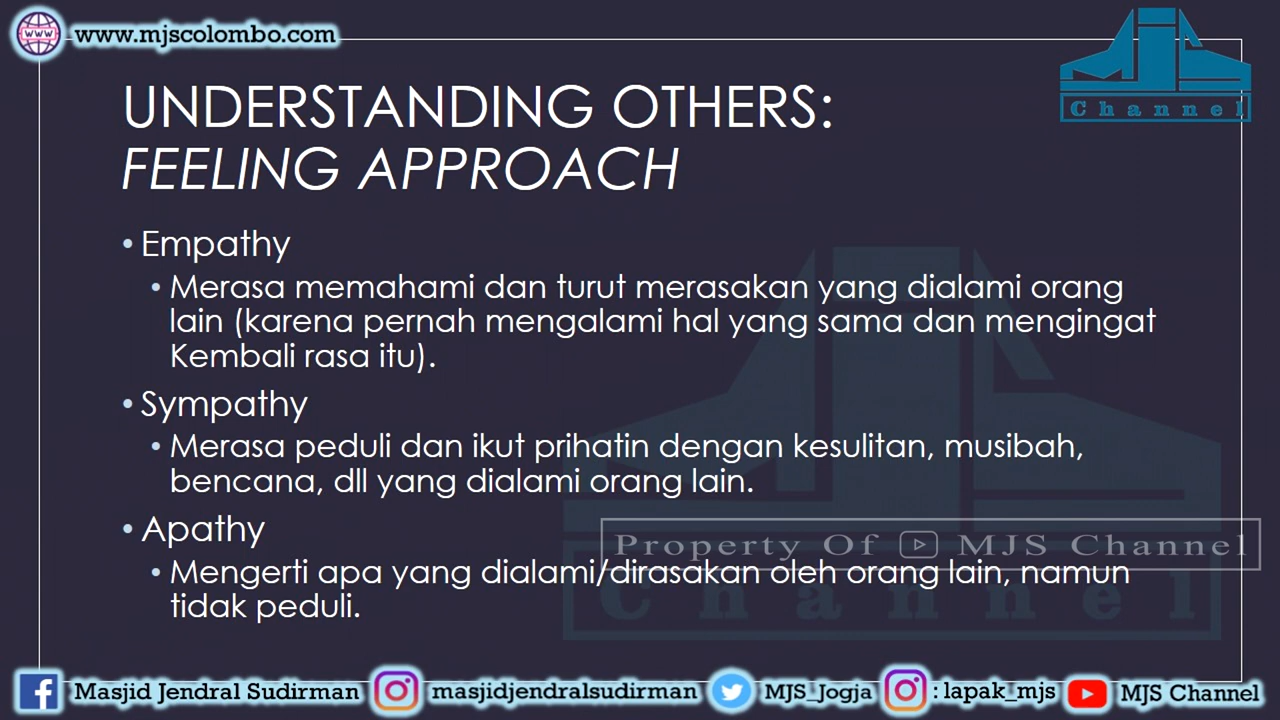 www.mjscolombo.com
MJS
Channel
UNDERSTANDING OTHERS:
FEELING APPROACH
• Empathy
• Merasa memahami dan turut merasakan yang dialami orang
lain (karena pernah mengalami hal yang sama dan mengingat
Kembali rasa itu).
• Sympathy
• Merasa peduli dan ikut prihatin dengan kesulitan, musibah,
bencana, dll yang dialami orang lain.
• Apathy
Property Of MJS Channel
• Mengerti apa yang dialami/dirasakan oleh orang lain, namun
tidak peduli.
Channel
Masjid Jendral Sudirman masjidjendralsudirman MJS_Jogja : lapak_mjs MJS Channel